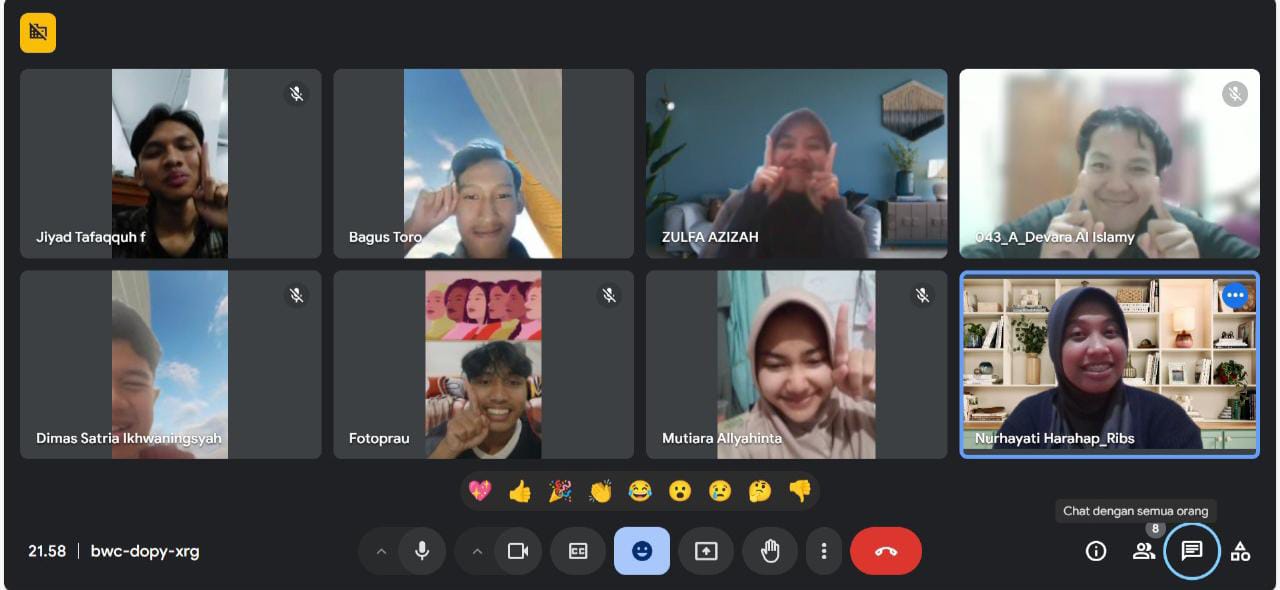 Jiyad Tafaqquh f
Bagus Toro
ZULFA AZIZAH
043_A_Devara Al Islamy
Dimas Satria Ikhwaningsyah
Fotoprau
Mutiara Allyahinta
Nurhayati Harahap_Ribs
Chat dengan semua orang
8
21.58 | bwc-dopy-xrg
CC